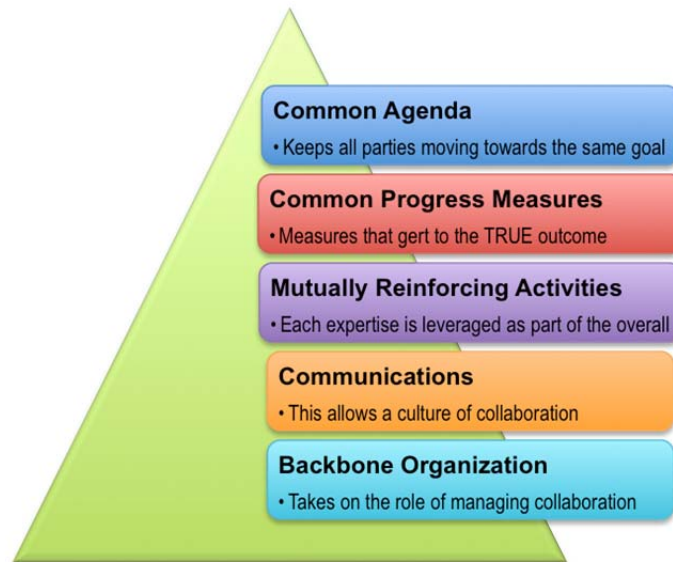 Common Agenda
• Keeps all parties moving towards the same goal
Common Progress Measures
• Measures that gert to the TRUE outcome
Mutually Reinforcing Activities
• Each expertise is leveraged as part of the overall
Communications
• This allows a culture of collaboration
Backbone Organization
• Takes on the role of managing collaboration